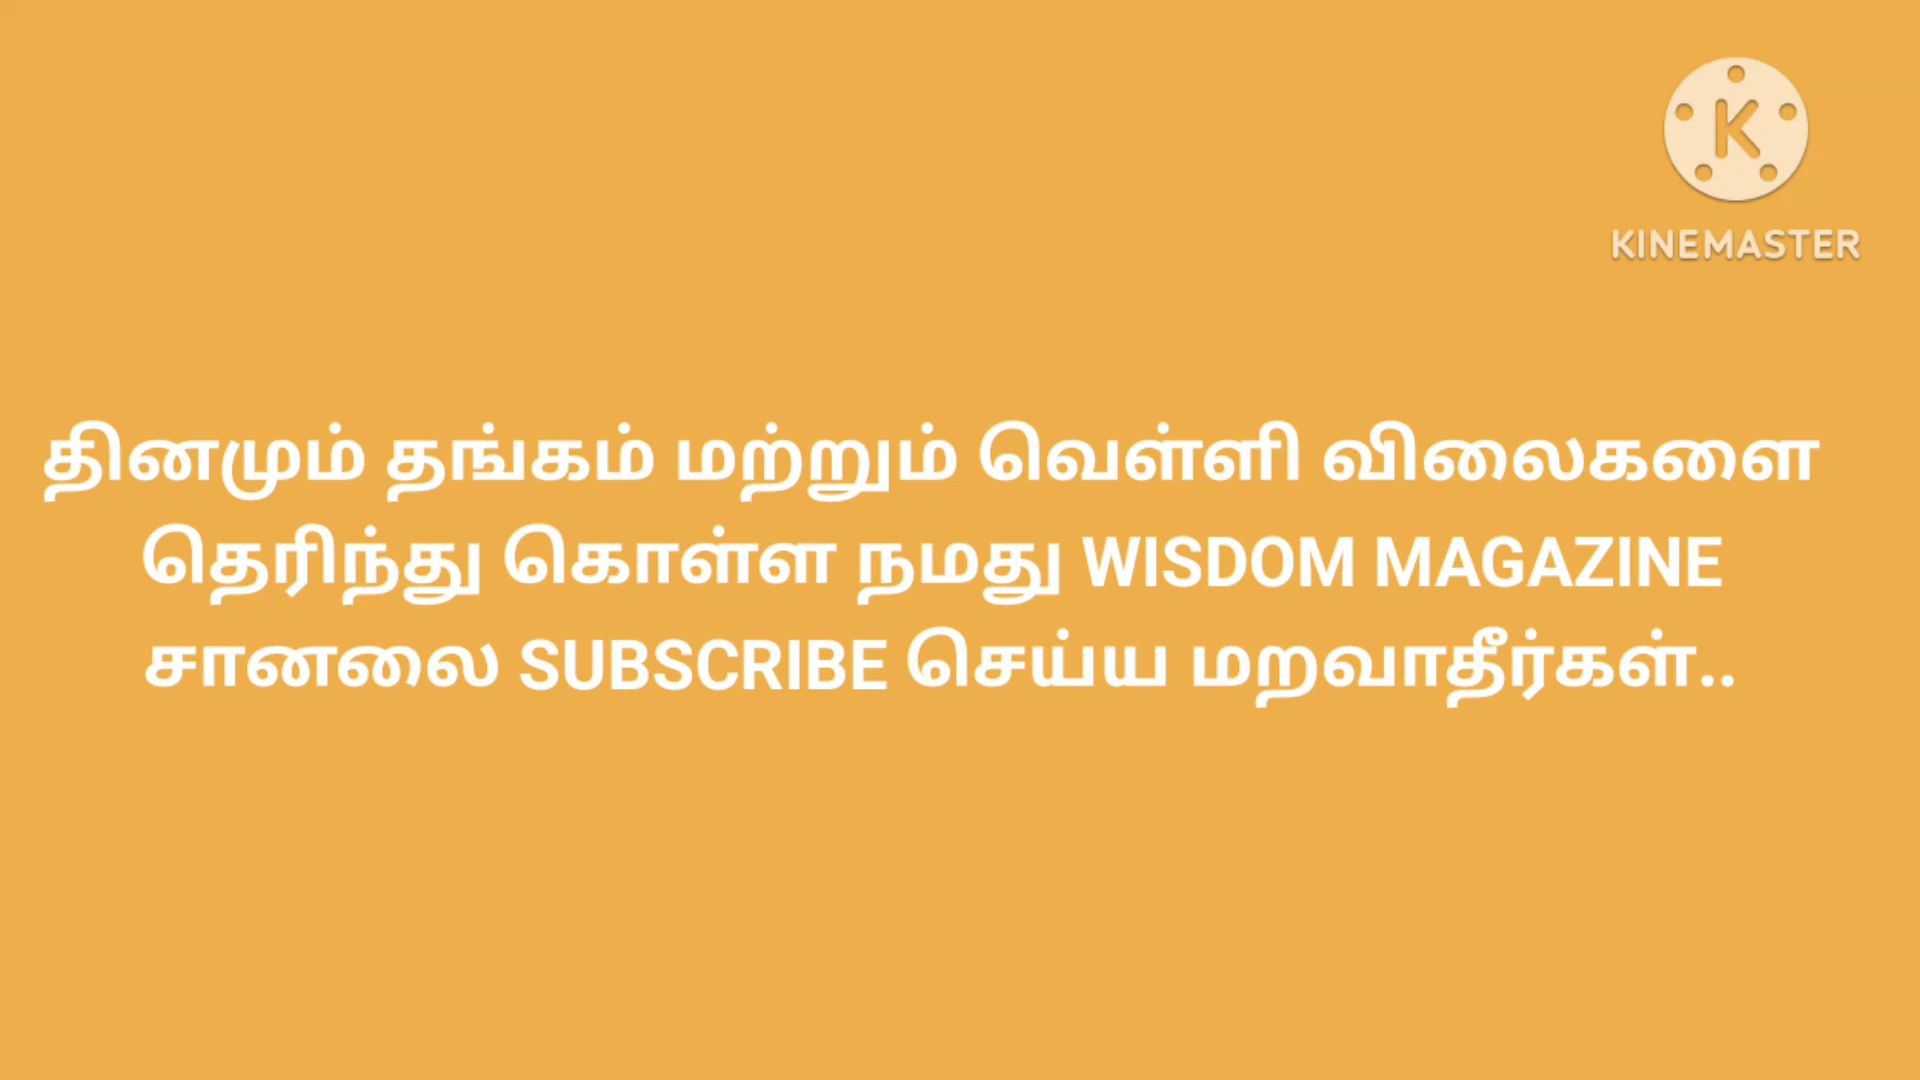 KINEMASTER
தினமும் தங்கம் மற்றும் வெள்ளி விலைகளை
தெரிந்து கொள்ள நமது WISDOM MAGAZINE
சானலை SUBSCRIBE செய்ய மறவாதீர்கள்..